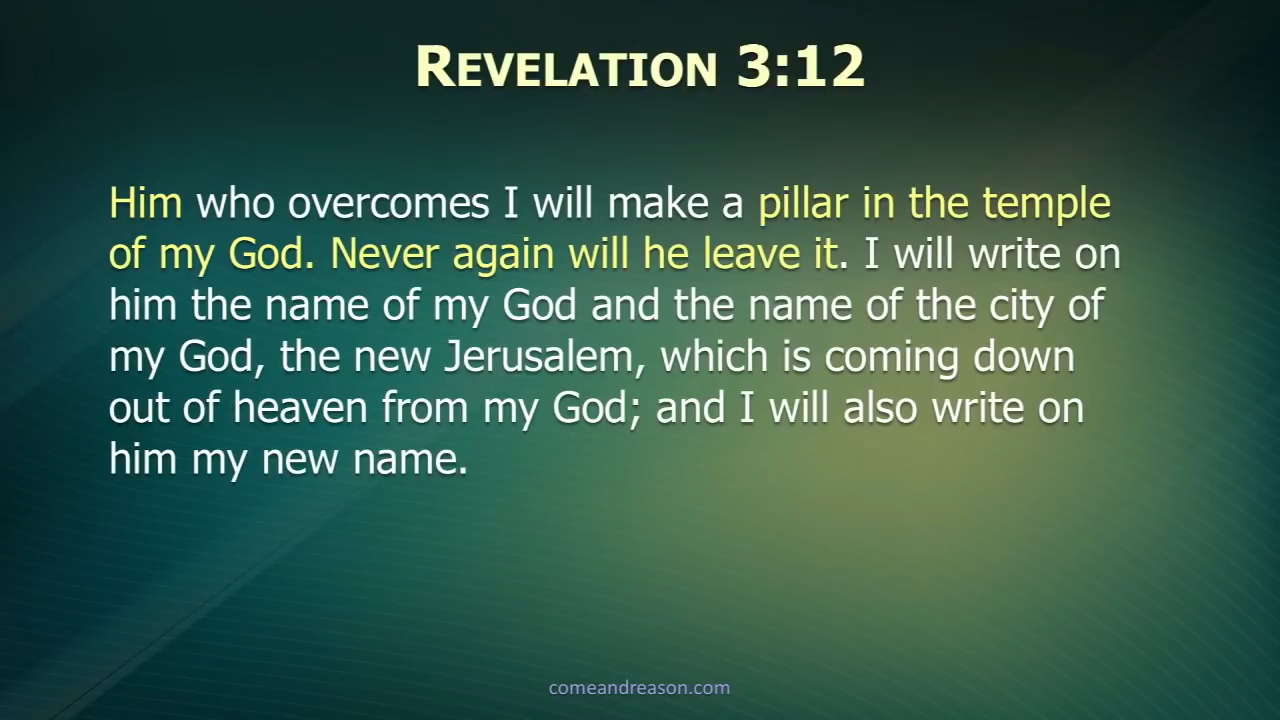 REVELATION 3:12
Him who overcomes I will make a pillar in the temple
of my God. Never again will he leave it. I will write on
him the name of my God and the name of the city of
my God, the new Jerusalem, which is coming down
out of heaven from my God; and I will also write on
him my new name.
comeandreason.com